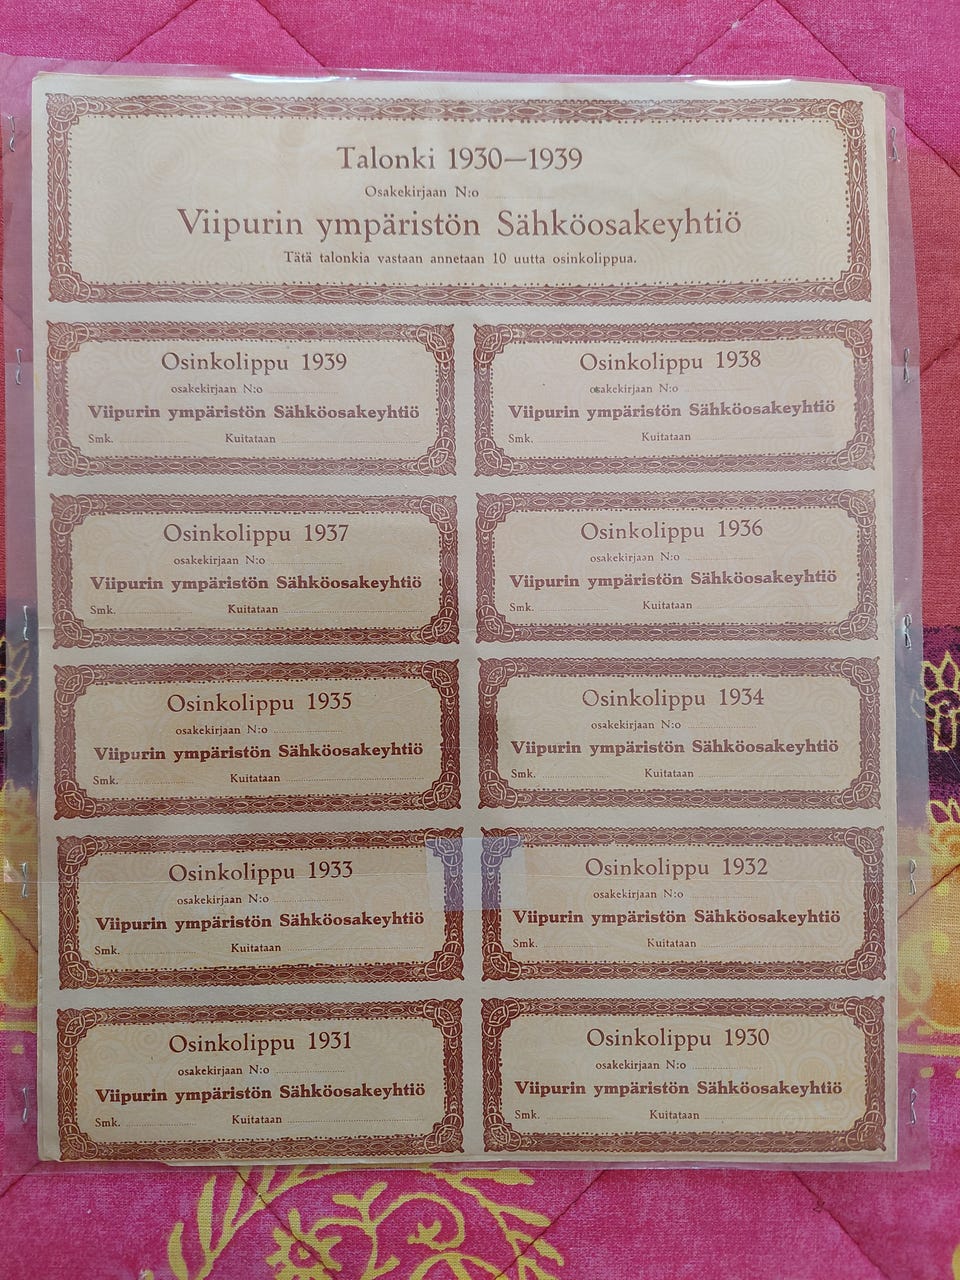 Talonki 1930—1939
Osakekirjaan N:o
Viipurin ympäristön Sähköosakeyhtiö
Tätä talonkia vastaan annetaan 10 uutta osinkolippua.
Osinkolippu 1939
osakekirjaan N:o
Viipurin ympäristön Sähköosakeyhtiö
Smk. Kuitataan
Osinkolippu 1938
osakekirjaan N:o
Viipurin ympäristön Sähköosakeyhtiö
Smk. Kuitataan
Osinkolippu 1937
osakekirjaan N:o
Viipurin ympäristön Sähköosakeyhtiö
Smk. Kuitataan
Osinkolippu 1936
osakekirjaan N:o
Viipurin ympäristön Sähköosakeyhtiö
Smk. Kuitataan
Osinkolippu 1935
osakekirjaan N:o
Viipurin ympäristön Sähköosakeyhtiö
Smk. Kuitataan
Osinkolippu 1934
osakekirjaan N:o
Viipurin ympäristön Sähköosakeyhtiö
Smk. Kuitataan
Osinkolippu 1933
osakekirjaan N:o
Viipurin ympäristön Sähköosakeyhtiö
Smk. Kuitataan
Osinkolippu 1932
osakekirjaan N:o
Viipurin ympäristön Sähköosakeyhtiö
Smk. Kuitataan
Osinkolippu 1931
osakekirjaan N:o
Viipurin ympäristön Sähköosakeyhtiö
Smk. Kuitataan
Osinkolippu 1930
osakekirjaan N:o
Viipurin ympäristön Sähköosakeyhtiö
Smk. Kuitataan